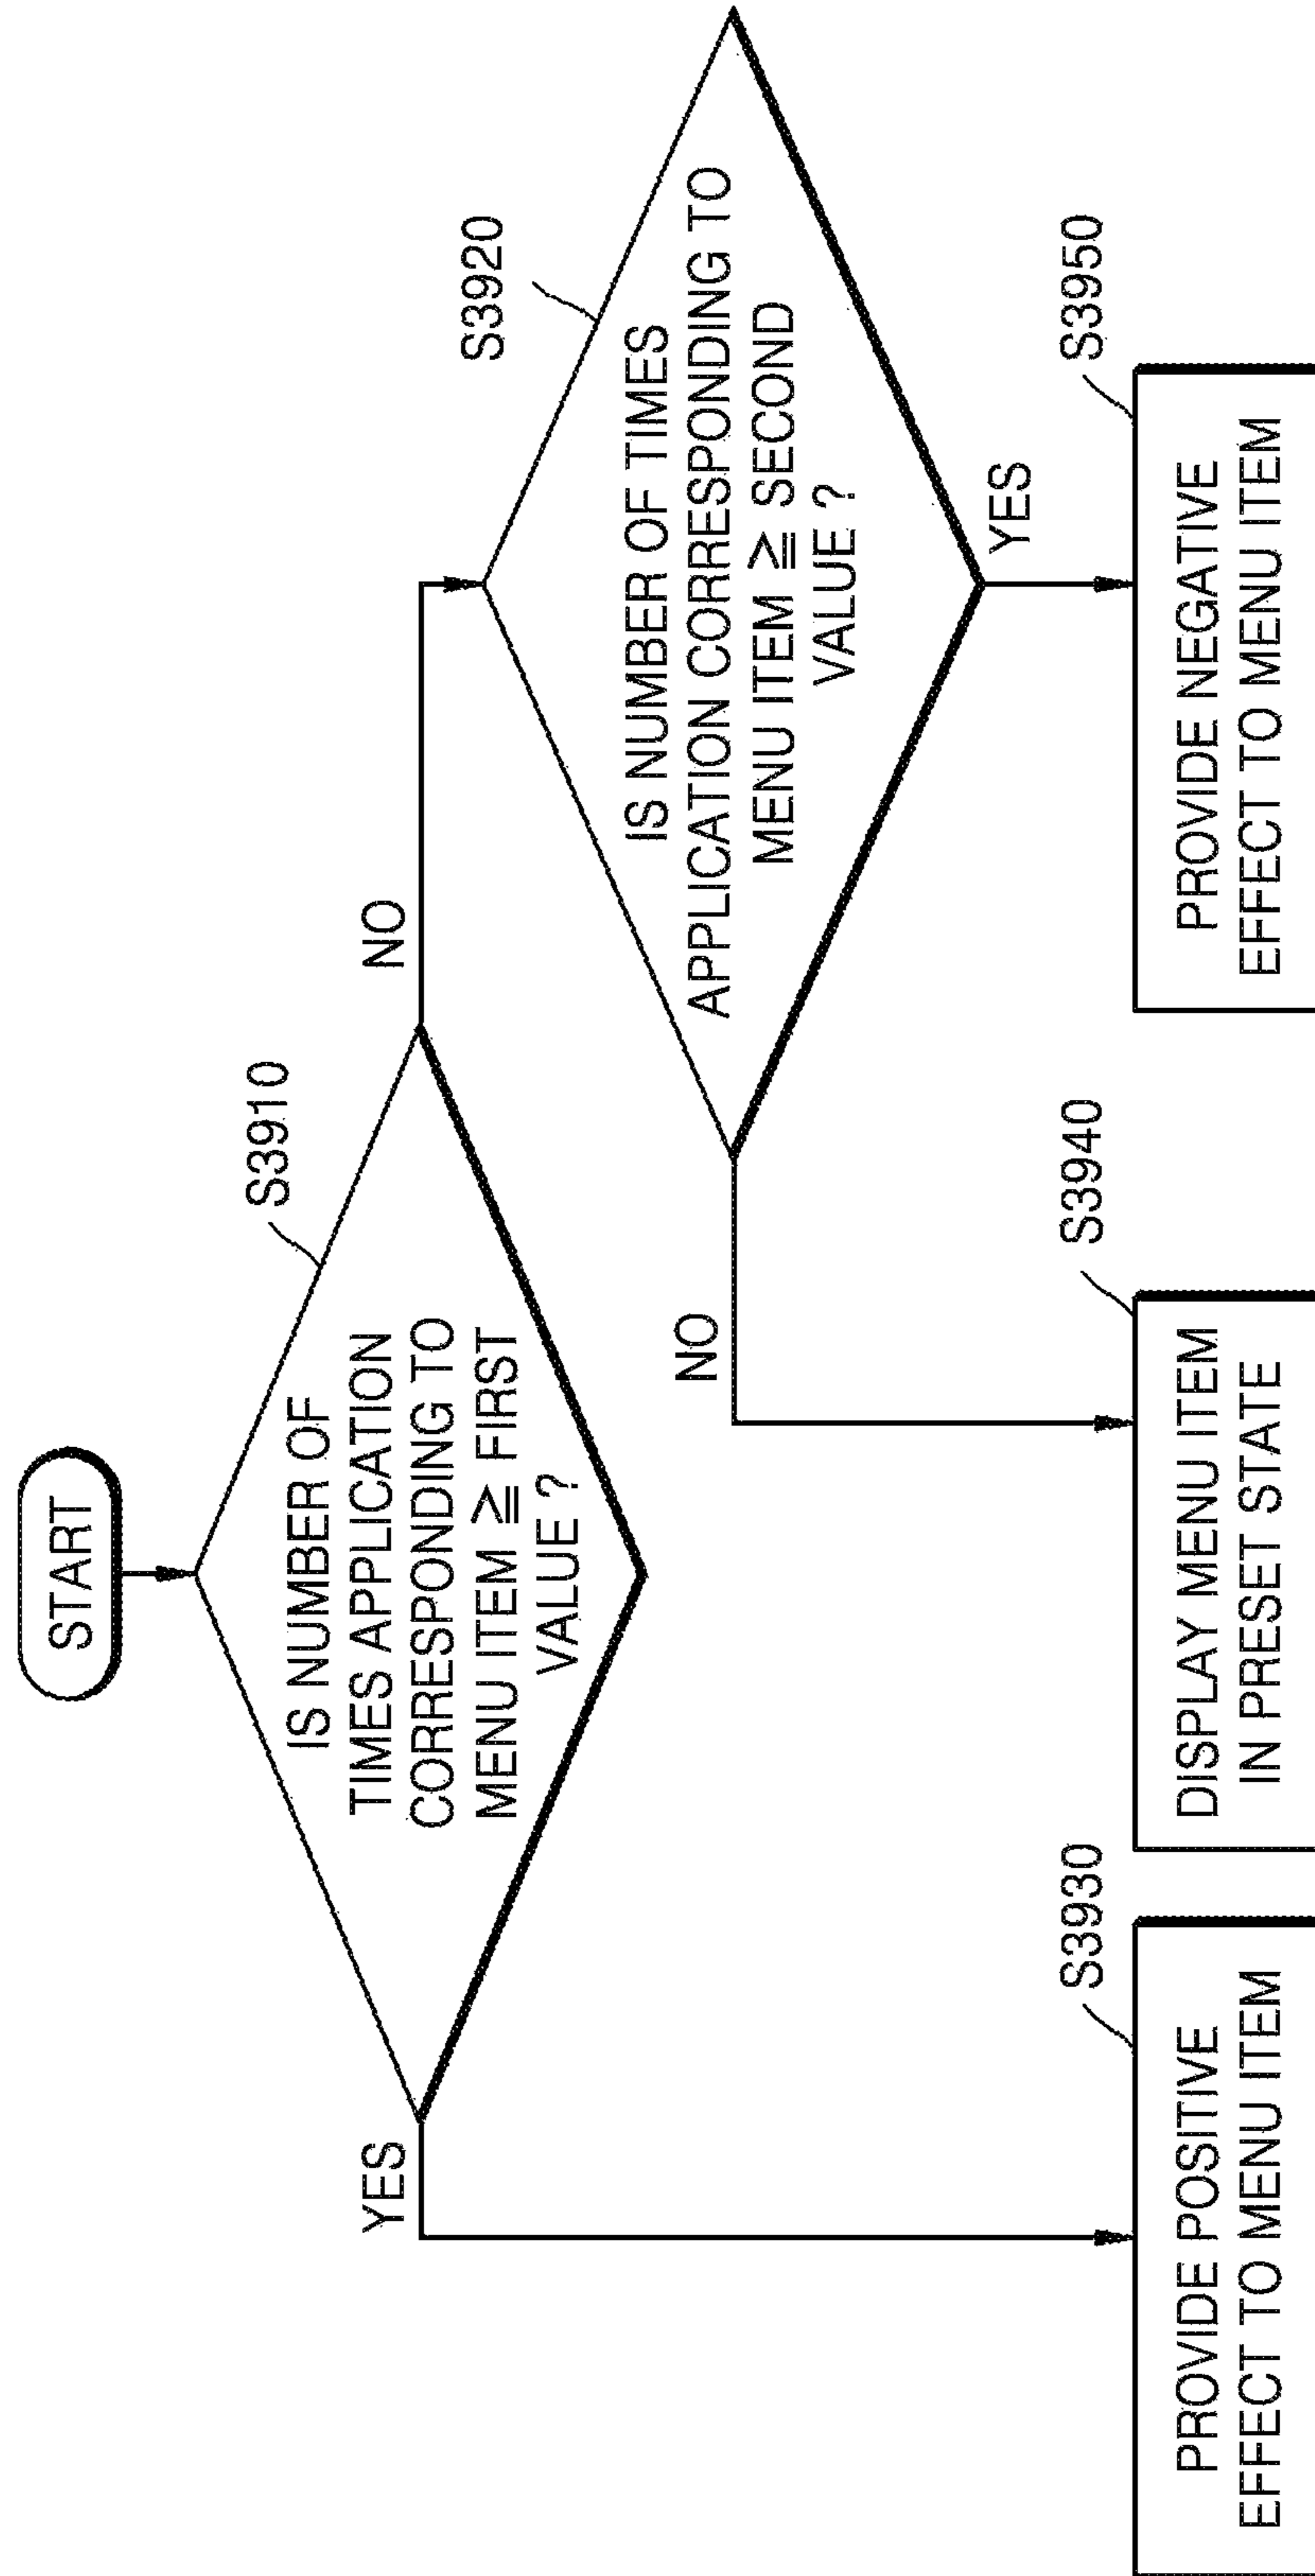 START
S3910
IS NUMBER OF
TIMES APPLICATION
CORRESPONDING TO
MENU ITEM ≧ FIRST
VALUE ?
YES
NO
S3920
IS NUMBER OF TIMES
APPLICATION CORRESPONDING TO
MENU ITEM ≧ SECOND
VALUE ?
NO
YES
S3930
PROVIDE POSITIVE
EFFECT TO MENU ITEM
S3940
DISPLAY MENU ITEM
IN PRESET STATE
S3950
PROVIDE NEGATIVE
EFFECT TO MENU ITEM